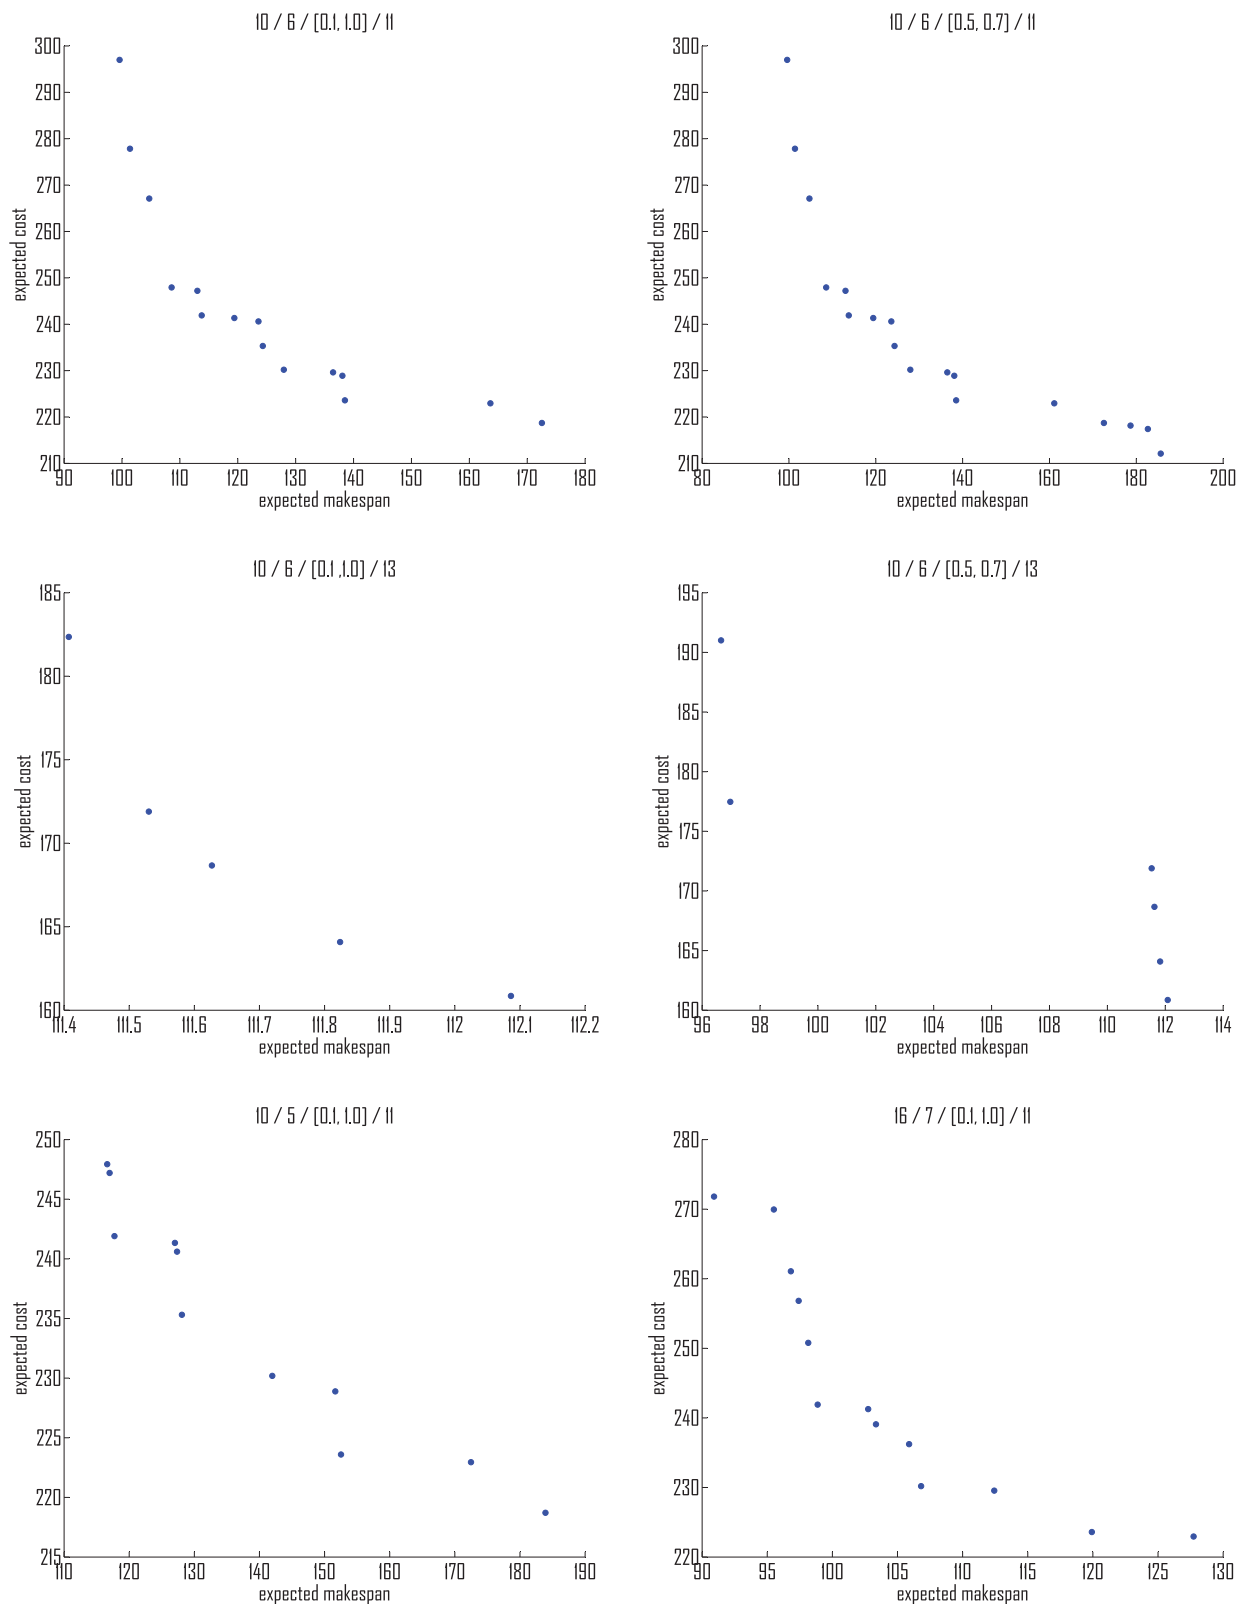 10 / 6 / [0.1, 1.0] / 11
300
290
280
270
260
250
240
230
220
210
expected cost
90 100 110 120 130 140 150 160 170 180
expected makespan
10 / 6 / [0.5, 0.7] / 11
300
290
280
270
260
250
240
230
220
210
expected cost
80 100 120 140 160 180 200
expected makespan
10 / 6 / [0.1 ,1.0] / 13
185
180
175
170
165
160
expected cost
111.4 111.5 111.6 111.7 111.8 111.9 112 112.1 112.2
expected makespan
10 / 6 / [0.5, 0.7] / 13
195
190
185
180
175
170
165
160
expected cost
96 98 100 102 104 106 108 110 112 114
expected makespan
10 / 5 / [0.1, 1.0] / 11
250
245
240
235
230
225
220
215
expected cost
110 120 130 140 150 160 170 180 190
expected makespan
16 / 7 / [0.1, 1.0] / 11
280
270
260
250
240
230
220
expected cost
90 95 100 105 110 115 120 125 130
expected makespan